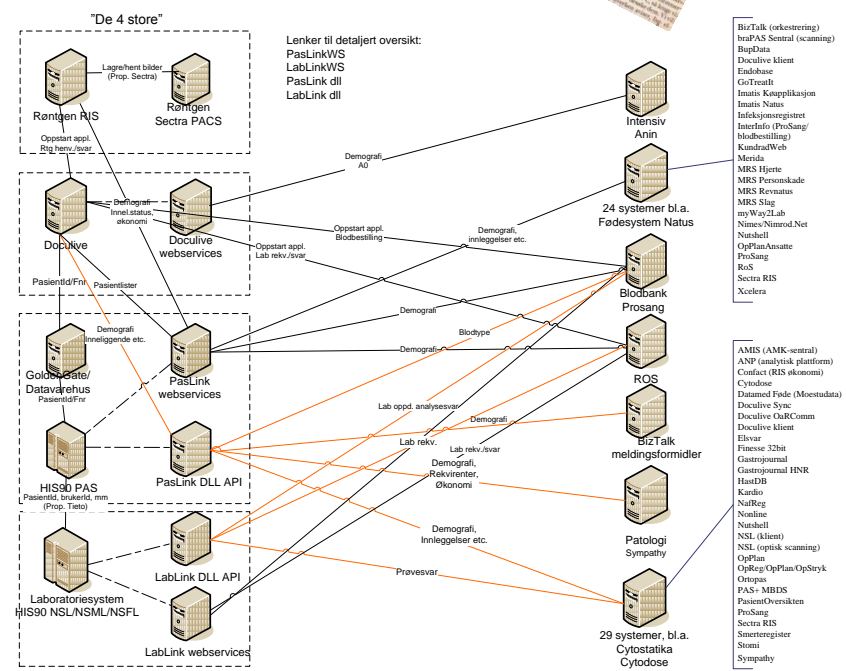 "De 4 store"
Lagre/hent bilder
(Prop. Sectra)
Røntgen RIS
Røntgen
Sectra PACS
Oppstart appl.
Rtg henv./svar
Lenker til detaljert oversikt:
PasLinkWS
LabLinkWS
PasLink dll
LabLink dll
Doculive
Demografi
Innel.status,
økonomi
Doculive
webservices
PasientId/Fnr
Pasientlister
Demografi
Inneliggende etc.
GoldenGate/
Datavarehus
PasientId/Fnr
PasLink
webservices
HIS90 PAS
PasientId, brukerId, mm
(Prop. Tieto)
PasLink DLL API
LabLink DLL API
Laboratoriesystem
HIS90 NSL/NSML/NSFL
LabLink webservices
Demografi
A0
Oppstart appl.
Blodbestilling
Oppstart appl.
Lab rekv./svar
Demografi,
innleggelser etc.
Demografi
Blodtype
Demografi
Lab oppd. analysesvar
Demografi
Lab rekv.
Lab rekv./svar
Demografi,
Rekvirenter,
Økonomi
Demografi,
Innleggelser etc.
Prøvesvar
Intensiv
Anin
24 systemer bl.a.
Fødesystem Natus
Blodbank
Prosang
ROS
BizTalk
meldingsformidler
Patologi
Sympathy
29 systemer, bl.a.
Cytostatika
Cytodose
BizTalk (orkestrering)
braPAS Sentral (scanning)
BupData
Doculive klient
Endobase
GoTreatIt
Imatis Køapplikasjon
Imatis Natus
Infeksjonsregistret
InterInfo (ProSang/
blodbestilling)
KundradWeb
Merida
MRS Hjerte
MRS Personskade
MRS Revnatus
MRS Slag
myWay2Lab
Nimes/Nimrod.Net
Nutshell
OpPlanAnsatte
ProSang
RoS
Sectra RIS
Xcelera
AMIS (AMK-sentral)
ANP (analytisk plattform)
Confact (RIS økonomi)
Cytodose
Datamed Føde (Moestudata)
Doculive Sync
Doculive OaRComm
Doculive klient
Elsvar
Finesse 32bit
Gastrojournal
Gastrojournal HNR
HastDB
Kardio
NafReg
Nonline
Nutshell
NSL (klient)
NSL (optisk scanning)
OpPlan
OpReg/OpPlan/OpStryk
Ortopas
PAS+ MBDS
PasientOversikten
ProSang
Sectra RIS
Smerteregister
Stomi
Sympathy